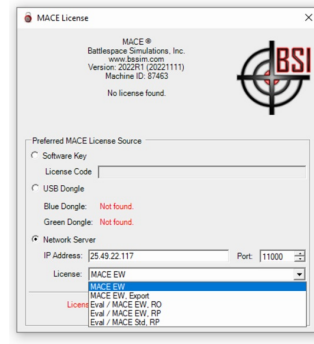 MACE License
MACE ®
Battlespace Simulations, Inc.
www.bssim.com
Version: 2022R1 (20221111)
Machine ID: 87463
No license found.
BSI
Preferred MACE License Source
Software Key
License Code
USB Dongle
Blue Dongle: Not found.
Green Dongle: Not found.
Network Server
IP Address: 25.49.22.117 Port: 11000
License: MACE EW
MACE EW
MACE EW, Export
Eval / MACE EW, RO
Eval / MACE EW, RP
Eval / MACE Std, RP